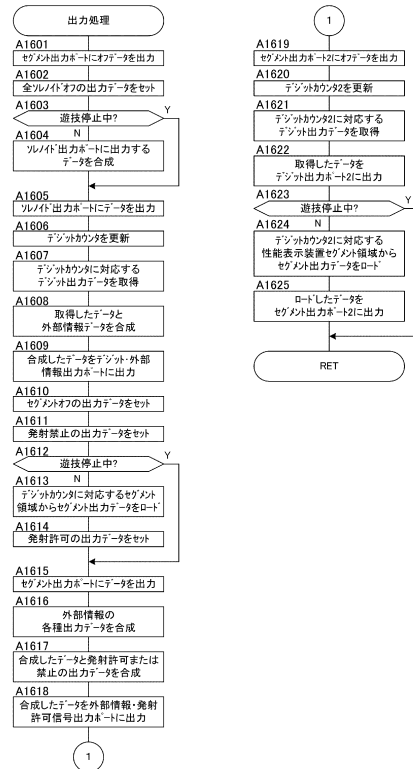 出力処理
A1601
セグメント出力ポートにオフデータを出力
A1602
全ソレノイドオフの出力データをセット
A1603
遊技停止中?
Y
N
A1604
ソレノイド出力ポートに出力する
データを合成
A1605
ソレノイド出力ポートにデータを出力
A1606
デジットカウンタを更新
A1607
デジットカウンタに対応する
デジット出力データを取得
A1608
取得したデータと
外部情報データを合成
A1609
合成したデータをデジット・外部
情報出力ポートに出力
A1610
セグメントオフの出力データをセット
A1611
発射禁止の出力データをセット
A1612
遊技停止中?
Y
N
A1613
デジットカウンタに対応するセグメント
領域からセグメント出力データをロード
A1614
発射許可の出力データをセット
A1615
セグメント出力ポートにデータを出力
A1616
外部情報の
各種出力データを合成
A1617
合成したデータと発射許可または
禁止の出力データを合成
A1618
合成したデータを外部情報・発射
許可信号出力ポートに出力
1
1
A1619
セグメント出力ポート2にオフデータを出力
A1620
デジットカウンタ2を更新
A1621
デジットカウンタ2に対応する
デジット出力データを取得
A1622
取得したデータを
デジット出力ポート2に出力
A1623
遊技停止中?
Y
N
A1624
デジットカウンタ2に対応する
性能表示装置セグメント領域から
セグメント出力データをロード
A1625
ロードしたデータを
セグメント出力ポート2に出力
RET